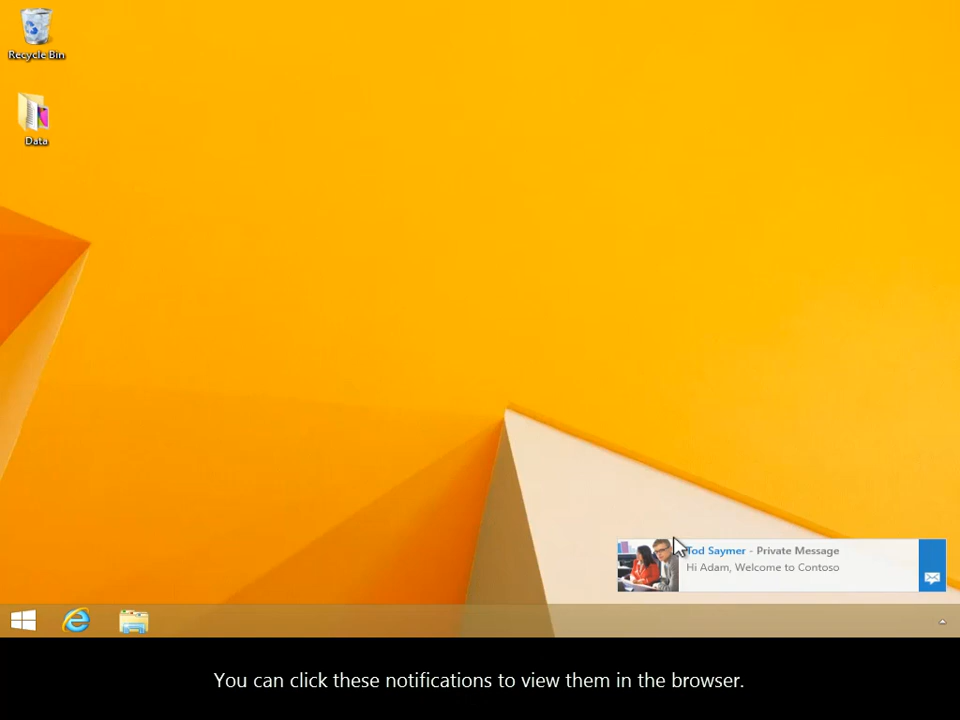 Recycle Bin
Data
Tod Saymer - Private Message
Hi Adam, Welcome to Contoso
You can click these notifications to view them in the browser.